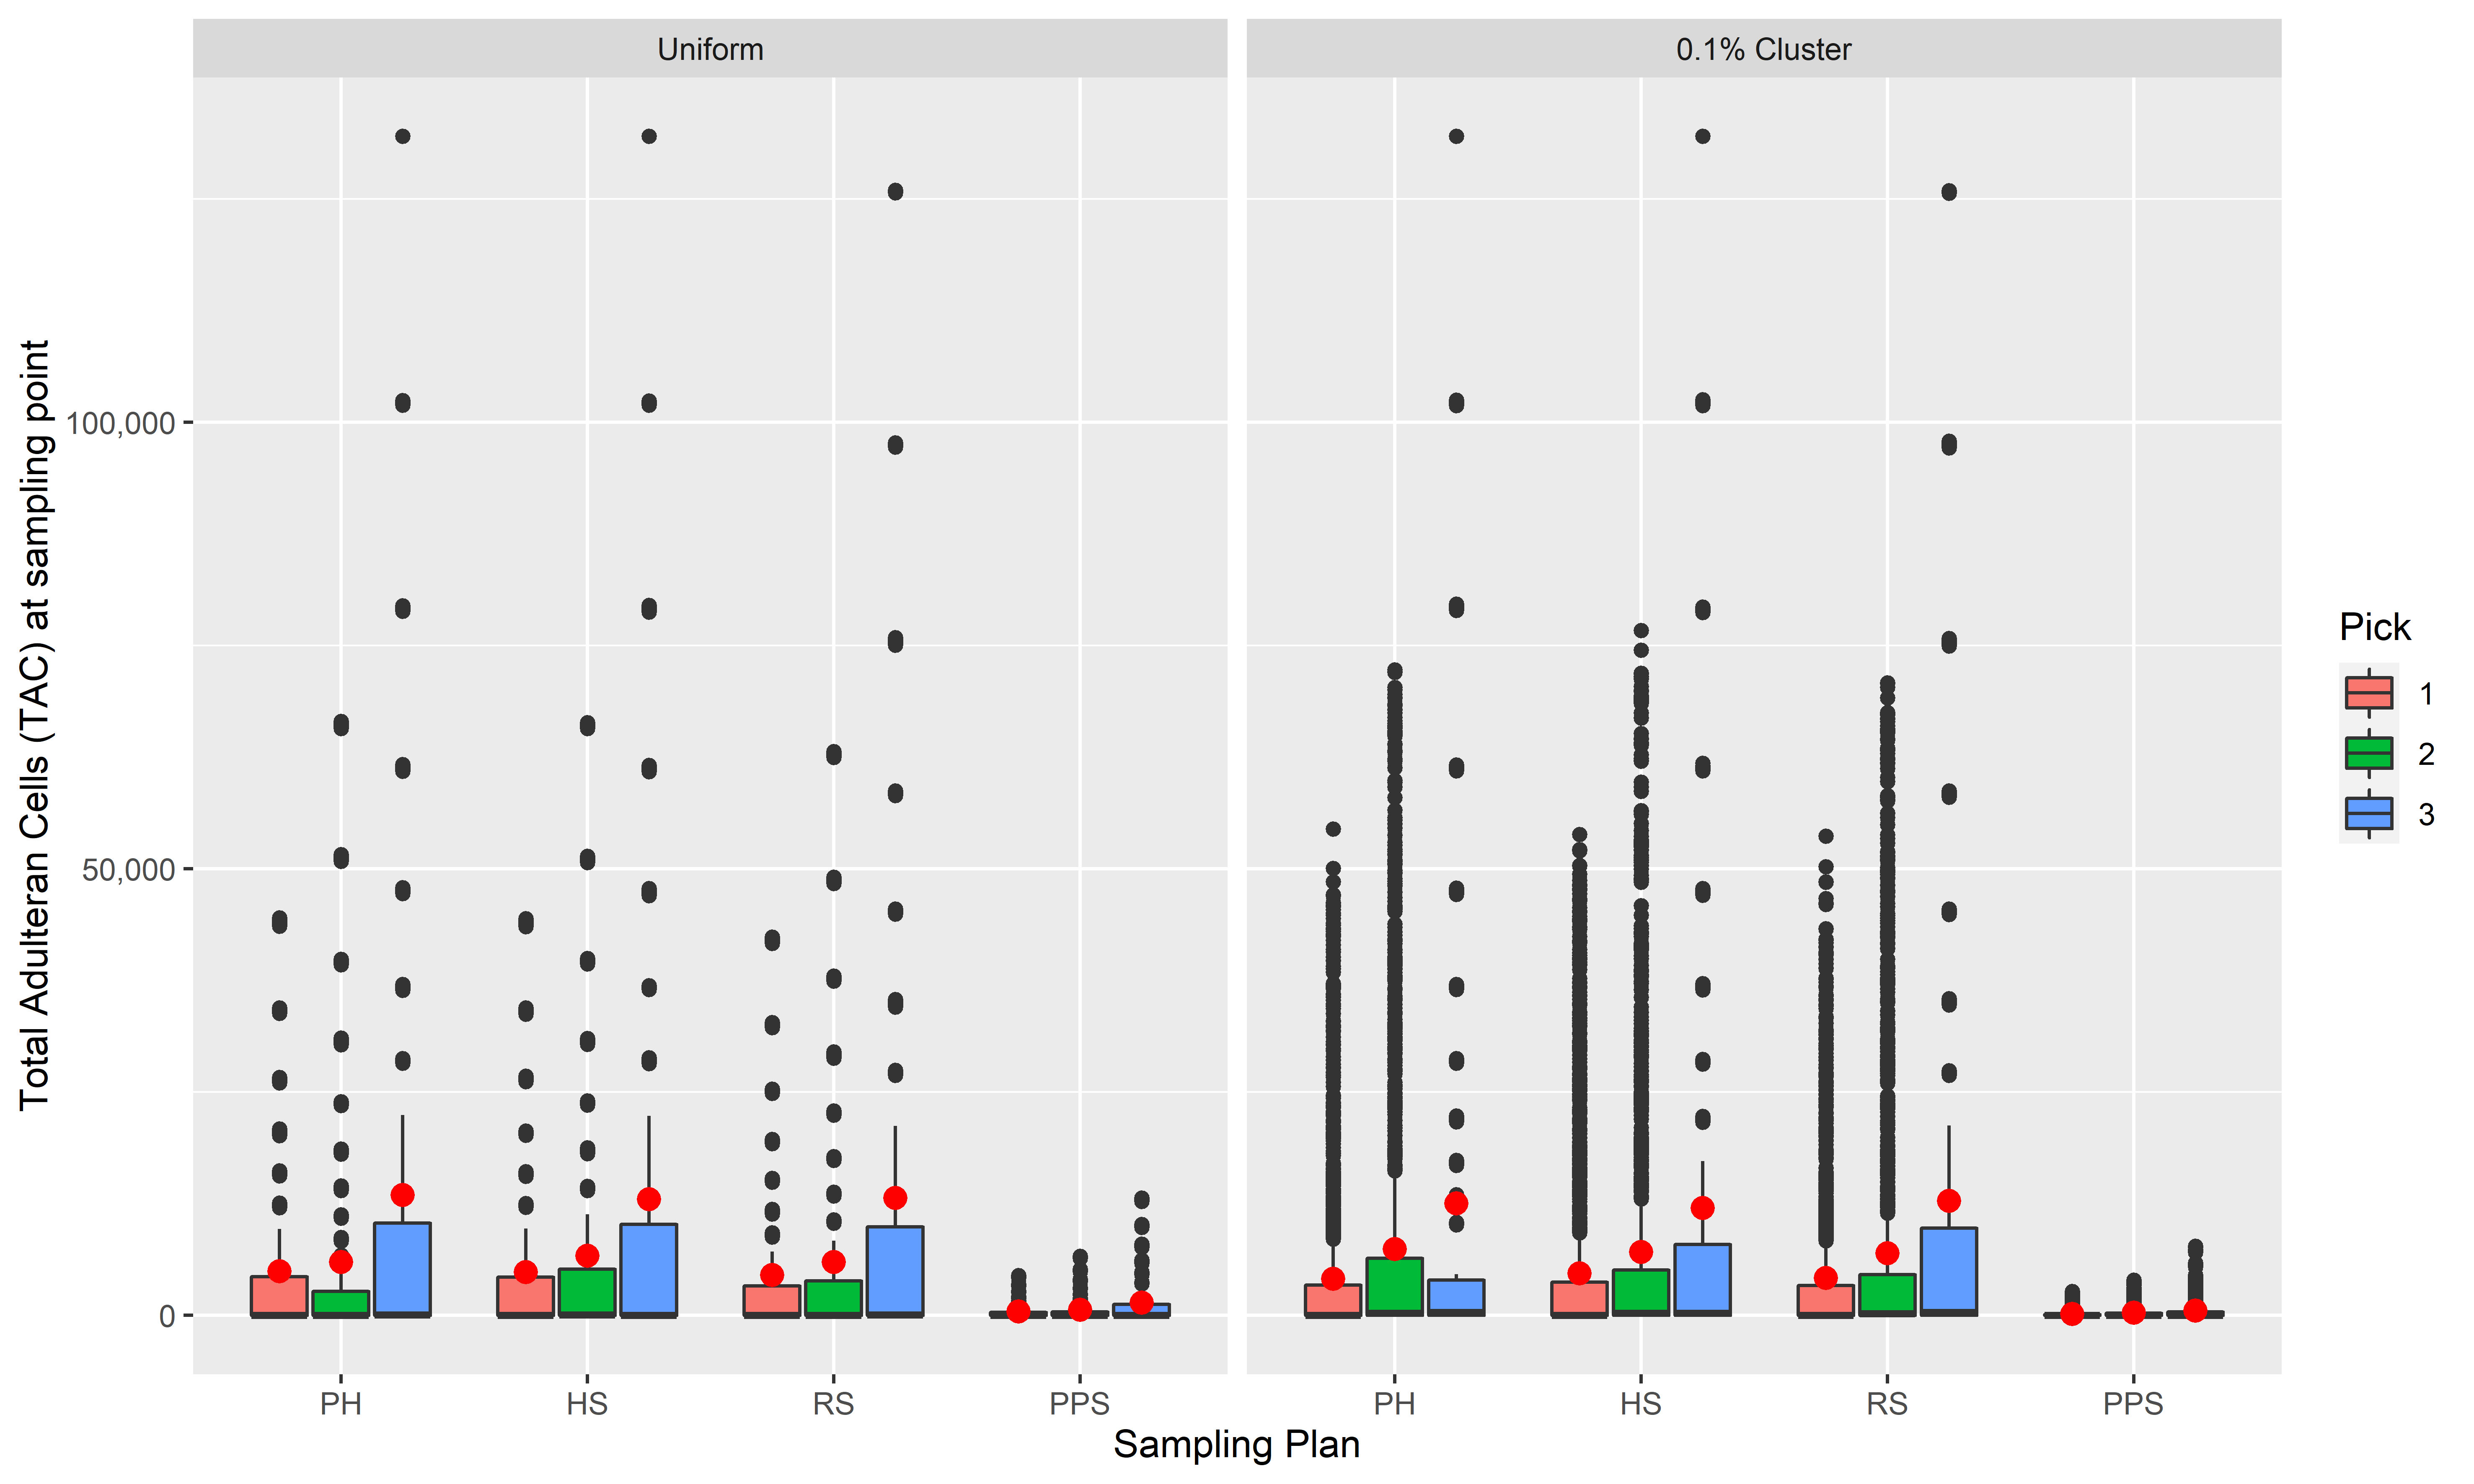 Uniform
0.1% Cluster
Total Adulteran Cells (TAC) at sampling point
100,000
50,000
0
PH
HS
RS
PPS
PH
HS
RS
PPS
Sampling Plan
Pick
1
2
3